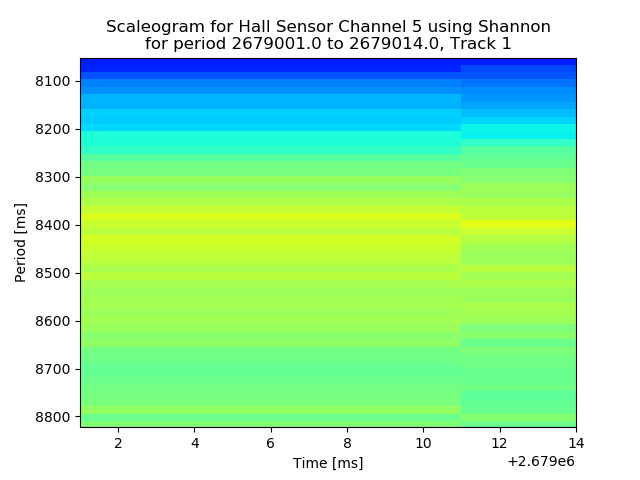 Scaleogram for Hall Sensor Channel 5 using Shannon
for period 2679001.0 to 2679014.0, Track 1
Period [ms]
8100
8200
8300
8400
8500
8600
8700
8800
2 4 6 8 10 12 14
Time [ms]
+2.679e6